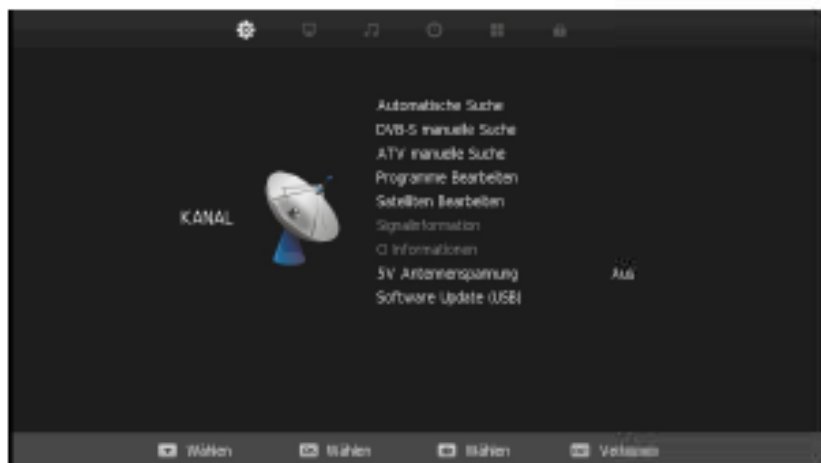 Automatische Suche
DVB-S manuelle Suche
ATV manuelle Suche
Programme Bearbeiten
Satelliten Bearbeiten
KANAL
Signalinformation
CI Informationen
5V Antennenspannung Aus
Software Update (USB)
Wählen OK Wählen Wählen Verlassen